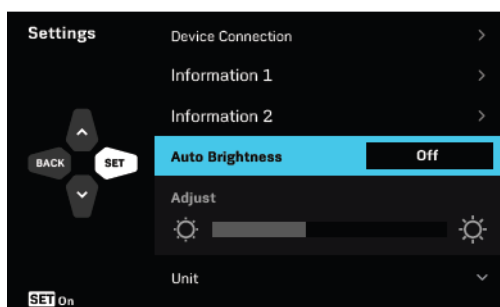 Settings
Device Connection
Information 1
Information 2
BACK
SET
Auto Brightness
Off
Adjust
Unit
SET On